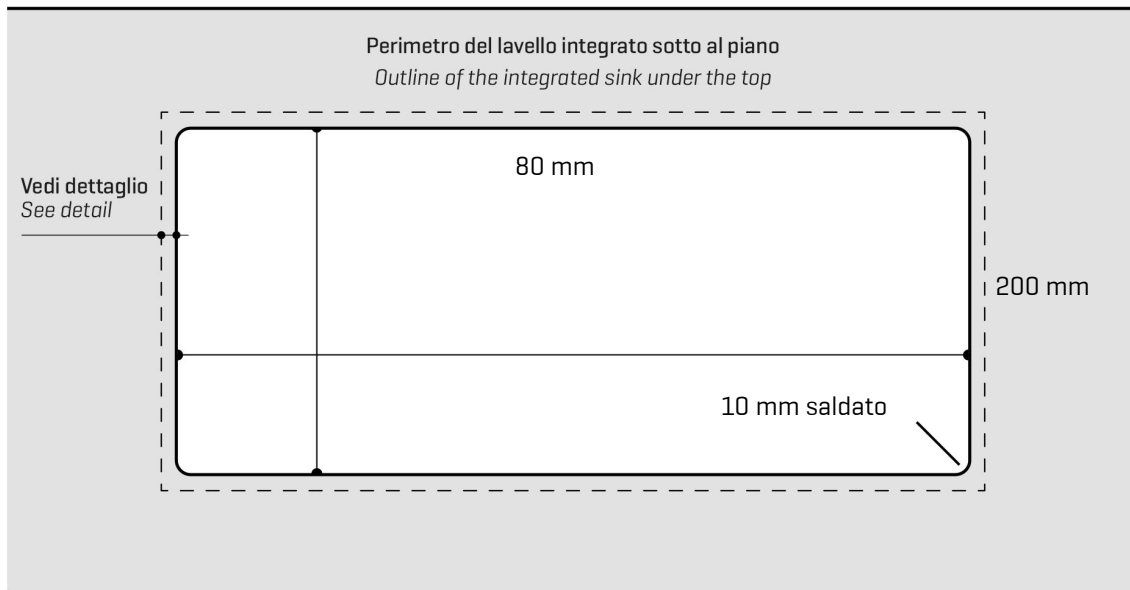 Perimetro del lavello integrato sotto al piano
Outline of the integrated sink under the top
80 mm
Vedi dettaglio
See detail
200 mm
10 mm saldato